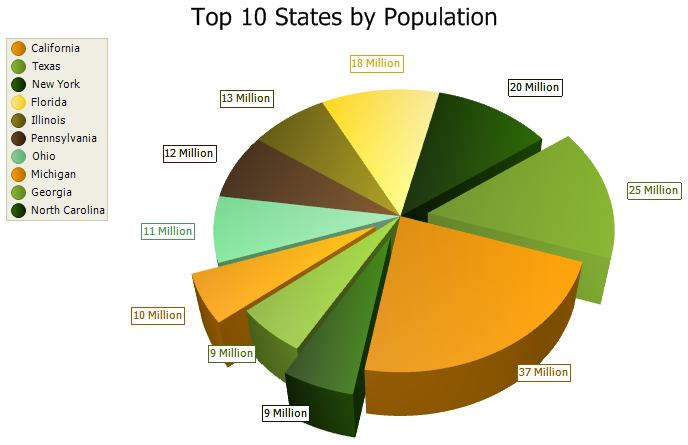 Top 10 States by Population
California
Texas
New York
Florida
Illinois
Pennsylvania
Ohio
Michigan
Georgia
North Carolina
18 Million
20 Million
13 Million
12 Million
25 Million
11 Million
10 Million
9 Million
37 Million
9 Million